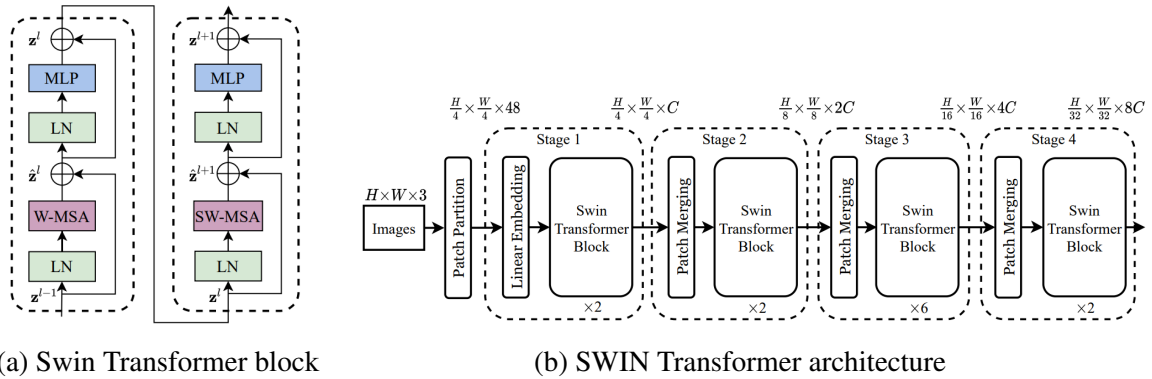 z^l
MLP
LN
ẑ^l
W-MSA
LN
z^{l-1}
z^{l+1}
MLP
LN
ẑ^{l+1}
SW-MSA
LN
z^l
(a) Swin Transformer block
H/4 × W/4 × 48
H/4 × W/4 × C
H/8 × W/8 × 2C
H/16 × W/16 × 4C
H/32 × W/32 × 8C
H×W×3
Images
Patch Partition
Stage 1
Linear Embedding
Swin
Transformer
Block
×2
Stage 2
Patch Merging
Swin
Transformer
Block
×2
Stage 3
Patch Merging
Swin
Transformer
Block
×6
Stage 4
Patch Merging
Swin
Transformer
Block
×2
(b) SWIN Transformer architecture